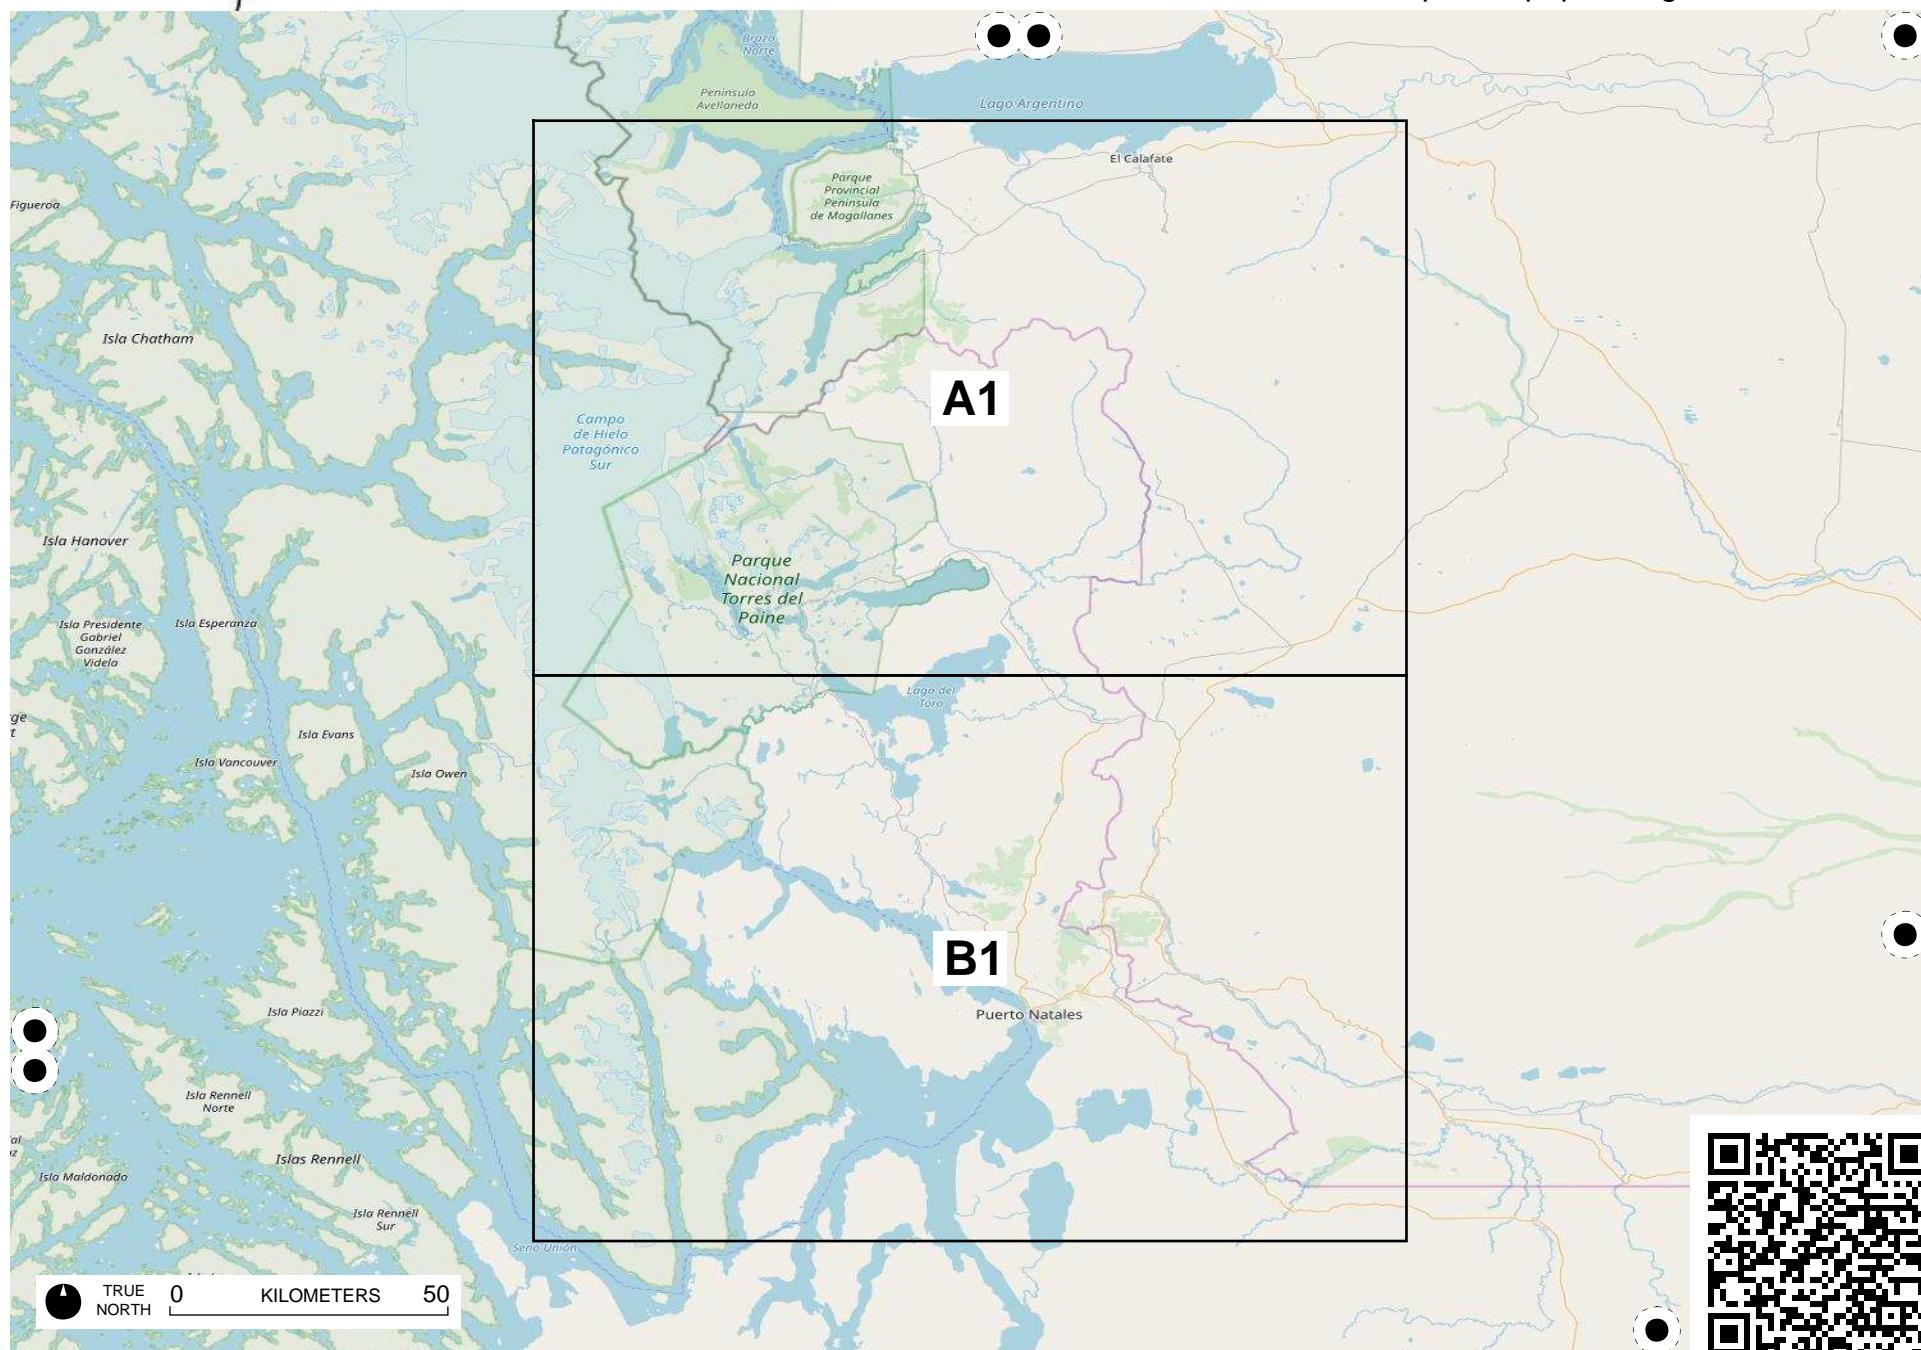 Brazo
Norte
Península
Avellaneda
Lago Argentino
El Calafate
Parque
Provincial
Península
de Magallanes
Figueroa
Isla Chatham
A1
Campo
de Hielo
Patagónico
Sur
Isla Hanover
Parque
Nacional
Torres del
Paine
Isla Presidente
Gabriel
González
Videla
Isla Esperanza
Lago del
Toro
Isla Evans
Isla Vancouver
Isla Owen
B1
Isla Piazzi
Puerto Natales
Isla Rennell
Norte
Islas Rennell
Isla Maldonado
Isla Rennell
Sur
Seno Unión
TRUE
NORTH
0 KILOMETERS 50